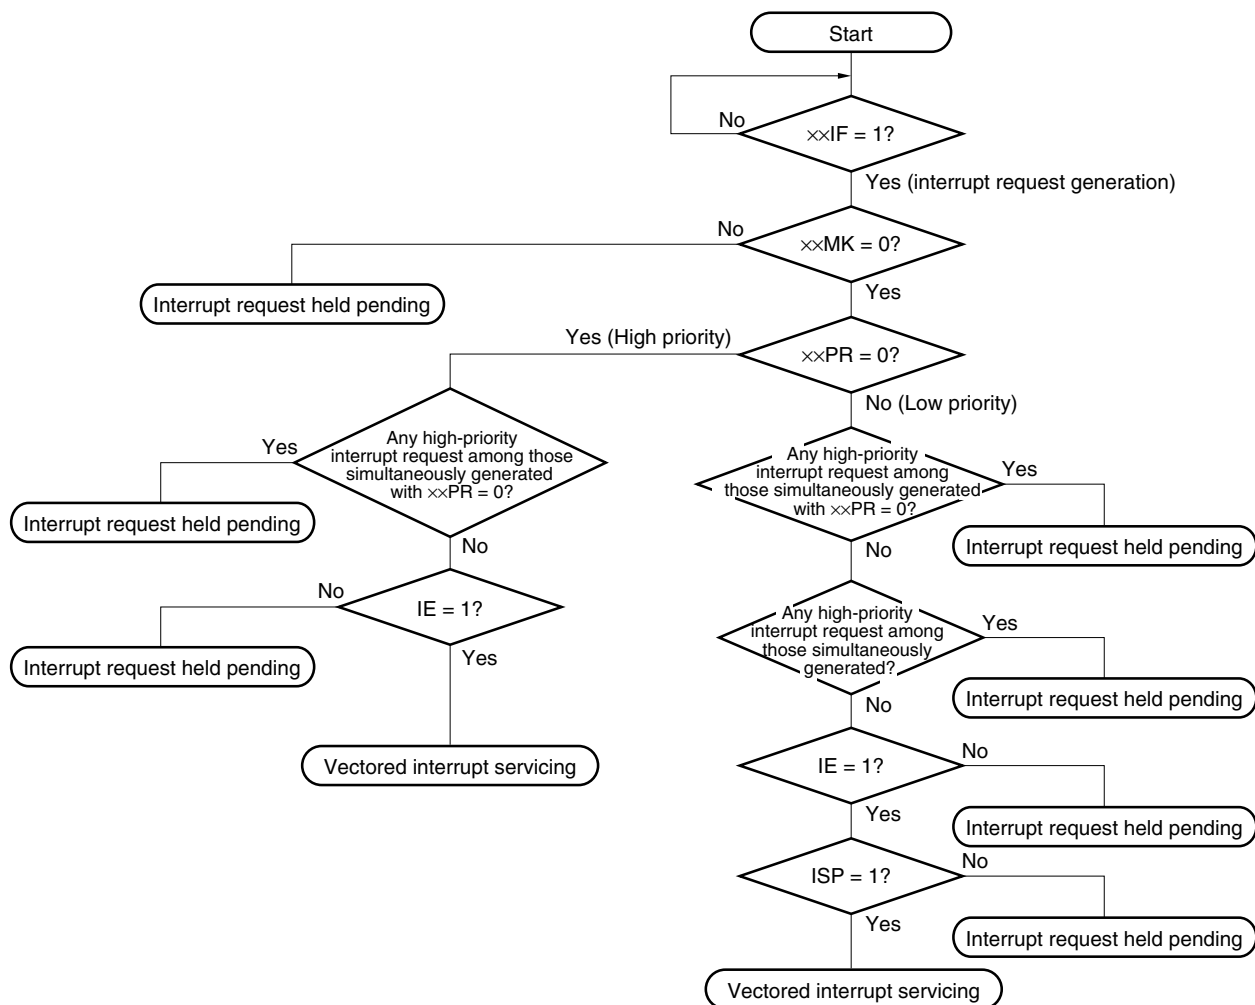 Start
No
××IF = 1?
Yes (interrupt request generation)
No
××MK = 0?
Interrupt request held pending
Yes
Yes (High priority)
××PR = 0?
No (Low priority)
Yes
Any high-priority
interrupt request among those
simultaneously generated
with ××PR = 0?
Any high-priority
interrupt request among
those simultaneously generated
with ××PR = 0?
Yes
Interrupt request held pending
No
Interrupt request held pending
No
No
IE = 1?
Any high-priority
interrupt request among
those simultaneously
generated?
Yes
Interrupt request held pending
Yes
Interrupt request held pending
No
Vectored interrupt servicing
IE = 1?
No
Yes
Interrupt request held pending
ISP = 1?
No
Yes
Interrupt request held pending
Vectored interrupt servicing